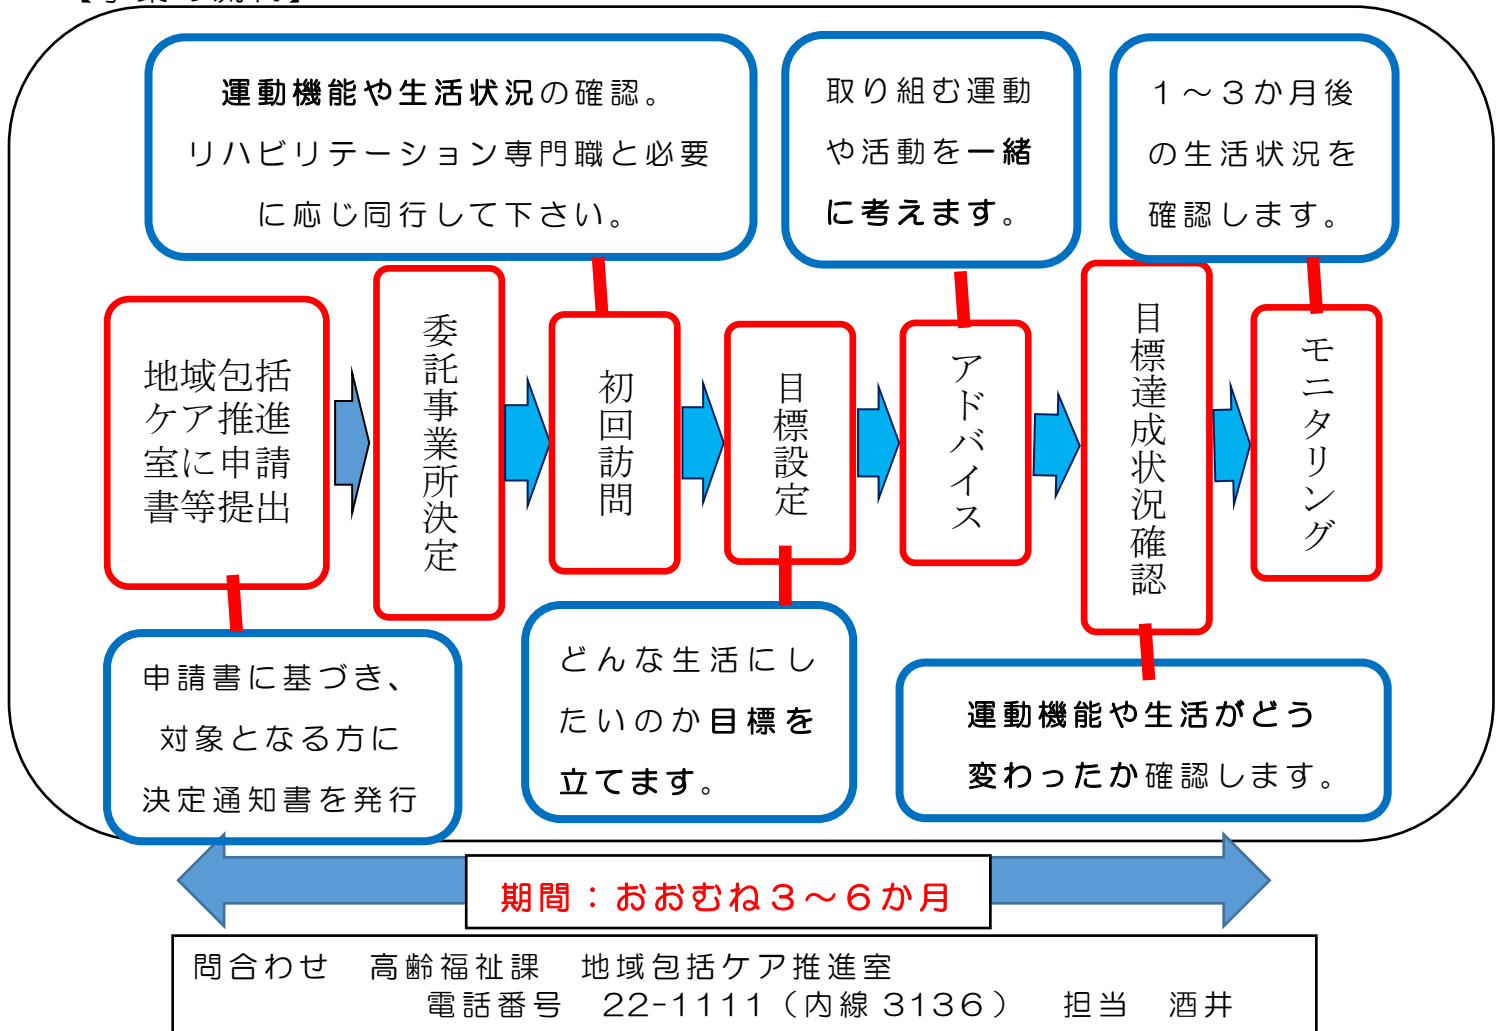 運動機能や生活状況の確認。
リハビリテーション専門職と必要
に応じ同行して下さい。
取り組む運動
や活動を一緒
に考えます。
１～３か月後
の生活状況を
確認します。
地域包括
ケア推進
室に申請
書等提出
委託事業所決定
初回訪問
目標設定
アドバイス
目標達成状況確認
モニタリング
申請書に基づき、
対象となる方に
決定通知書を発行
どんな生活にし
たいのか目標を
立てます。
運動機能や生活がどう
変わったか確認します。
期間：おおむね３～６か月
問合わせ　高齢福祉課　地域包括ケア推進室
電話番号　22-1111（内線 3136）　担当　酒井